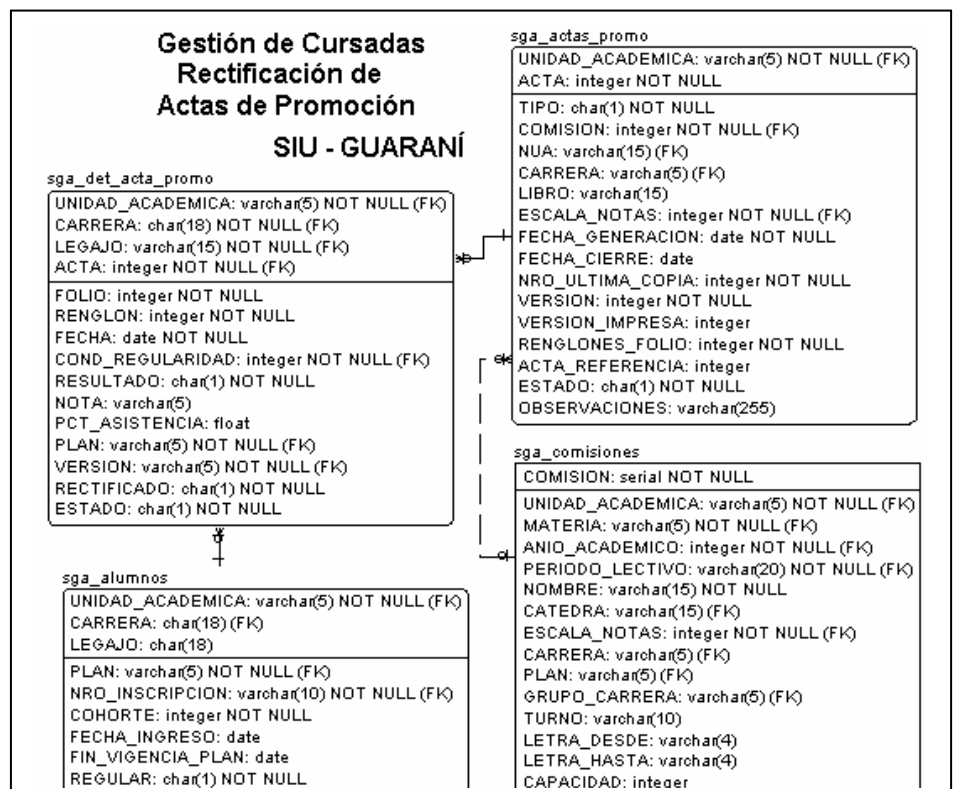 Gestión de Cursadas
Rectificación de
Actas de Promoción
SIU - GUARANÍ
sga_actas_promo
UNIDAD_ACADEMICA: varchar(5) NOT NULL (FK)
ACTA: integer NOT NULL
TIPO: char(1) NOT NULL
COMISION: integer NOT NULL (FK)
NUA: varchar(15) (FK)
CARRERA: varchar(5) (FK)
LIBRO: varchar(15)
ESCALA_NOTAS: integer NOT NULL (FK)
FECHA_GENERACION: date NOT NULL
FECHA_CIERRE: date
NRO_ULTIMA_COPIA: integer NOT NULL
VERSION: integer NOT NULL
VERSION_IMPRESA: integer
RENGLONES_FOLIO: integer NOT NULL
ACTA_REFERENCIA: integer
ESTADO: char(1) NOT NULL
OBSERVACIONES: varchar(255)
sga_det_acta_promo
UNIDAD_ACADEMICA: varchar(5) NOT NULL (FK)
CARRERA: char(18) NOT NULL (FK)
LEGAJO: varchar(15) NOT NULL (FK)
ACTA: integer NOT NULL (FK)
FOLIO: integer NOT NULL
RENGLON: integer NOT NULL
FECHA: date NOT NULL
COND_REGULARIDAD: integer NOT NULL (FK)
RESULTADO: char(1) NOT NULL
NOTA: varchar(5)
PCT_ASISTENCIA: float
PLAN: varchar(5) NOT NULL (FK)
VERSION: varchar(5) NOT NULL (FK)
RECTIFICADO: char(1) NOT NULL
ESTADO: char(1) NOT NULL
sga_comisiones
COMISION: serial NOT NULL
UNIDAD_ACADEMICA: varchar(5) NOT NULL (FK)
MATERIA: varchar(5) NOT NULL (FK)
ANIO_ACADEMICO: integer NOT NULL (FK)
PERIODO_LECTIVO: varchar(20) NOT NULL (FK)
NOMBRE: varchar(15) NOT NULL
CATEDRA: varchar(15) (FK)
ESCALA_NOTAS: integer NOT NULL (FK)
CARRERA: varchar(5) (FK)
PLAN: varchar(5) (FK)
GRUPO_CARRERA: varchar(5) (FK)
TURNO: varchar(10)
LETRA_DESDE: varchar(4)
LETRA_HASTA: varchar(4)
CAPACIDAD: integer
sga_alumnos
UNIDAD_ACADEMICA: varchar(5) NOT NULL (FK)
CARRERA: char(18) (FK)
LEGAJO: char(18)
PLAN: varchar(5) NOT NULL (FK)
NRO_INSCRIPCION: varchar(10) NOT NULL (FK)
COHORTE: integer NOT NULL
FECHA_INGRESO: date
FIN_VIGENCIA_PLAN: date
REGULAR: char(1) NOT NULL